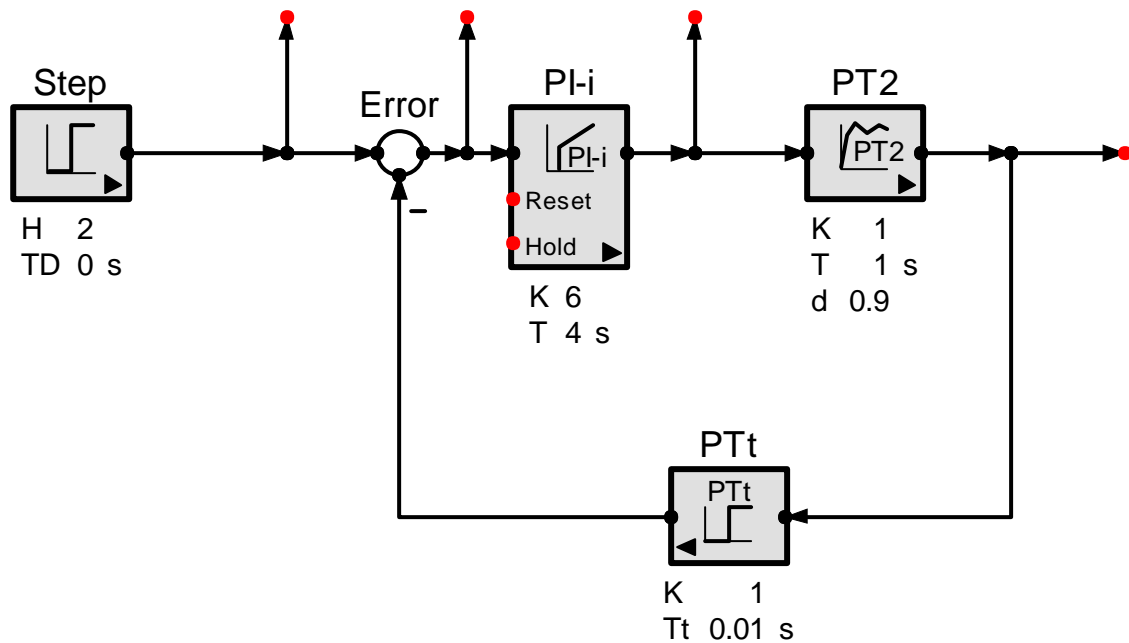 Step
H 2
TD 0 s
Error
–
PI-i
PI-i
Reset
Hold
K 6
T 4 s
PT2
PT2
K 1
T 1 s
d 0.9
PTt
PTt
K 1
Tt 0.01 s